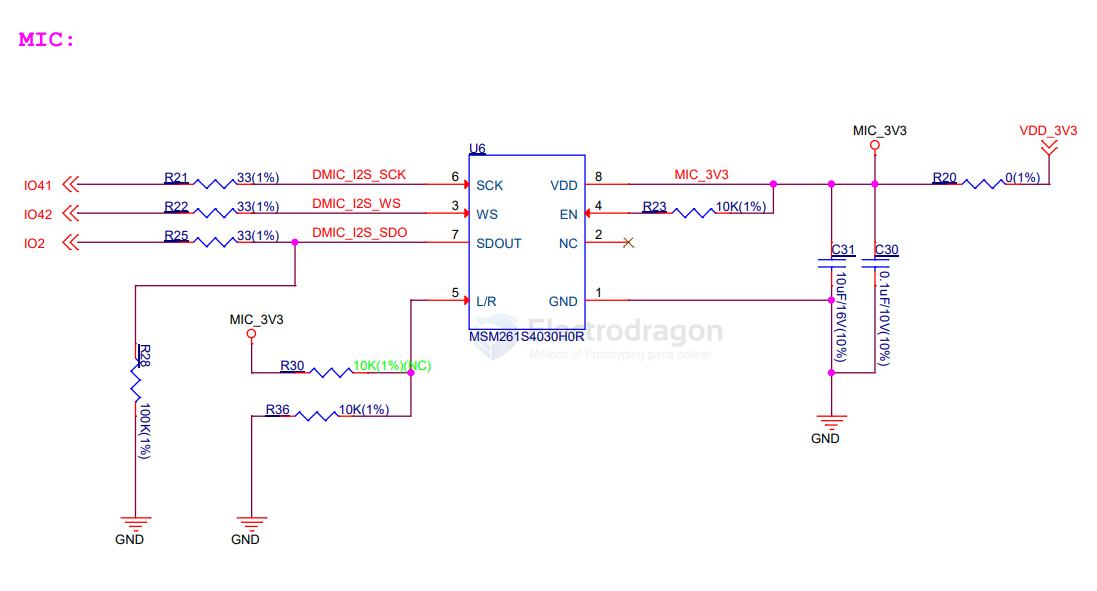 MIC:
MIC_3V3
VDD_3V3
U6
IO41
R21
33(1%)
DMIC_I2S_SCK
6
SCK
VDD
8
MIC_3V3
R20
0(1%)
IO42
R22
33(1%)
DMIC_I2S_WS
3
WS
EN
4
R23
10K(1%)
IO2
R25
33(1%)
DMIC_I2S_SDO
7
SDOUT
NC
2
C31
C30
10uF/16V(10%)
0.1uF/10V(10%)
5
L/R
GND
1
MIC_3V3
MSM261S4030H0R
Electrodragon
Millions of Prototyping parts online!
R28
100K(1%)
R30
10K(1%)(NC)
R36
10K(1%)
GND
GND
GND